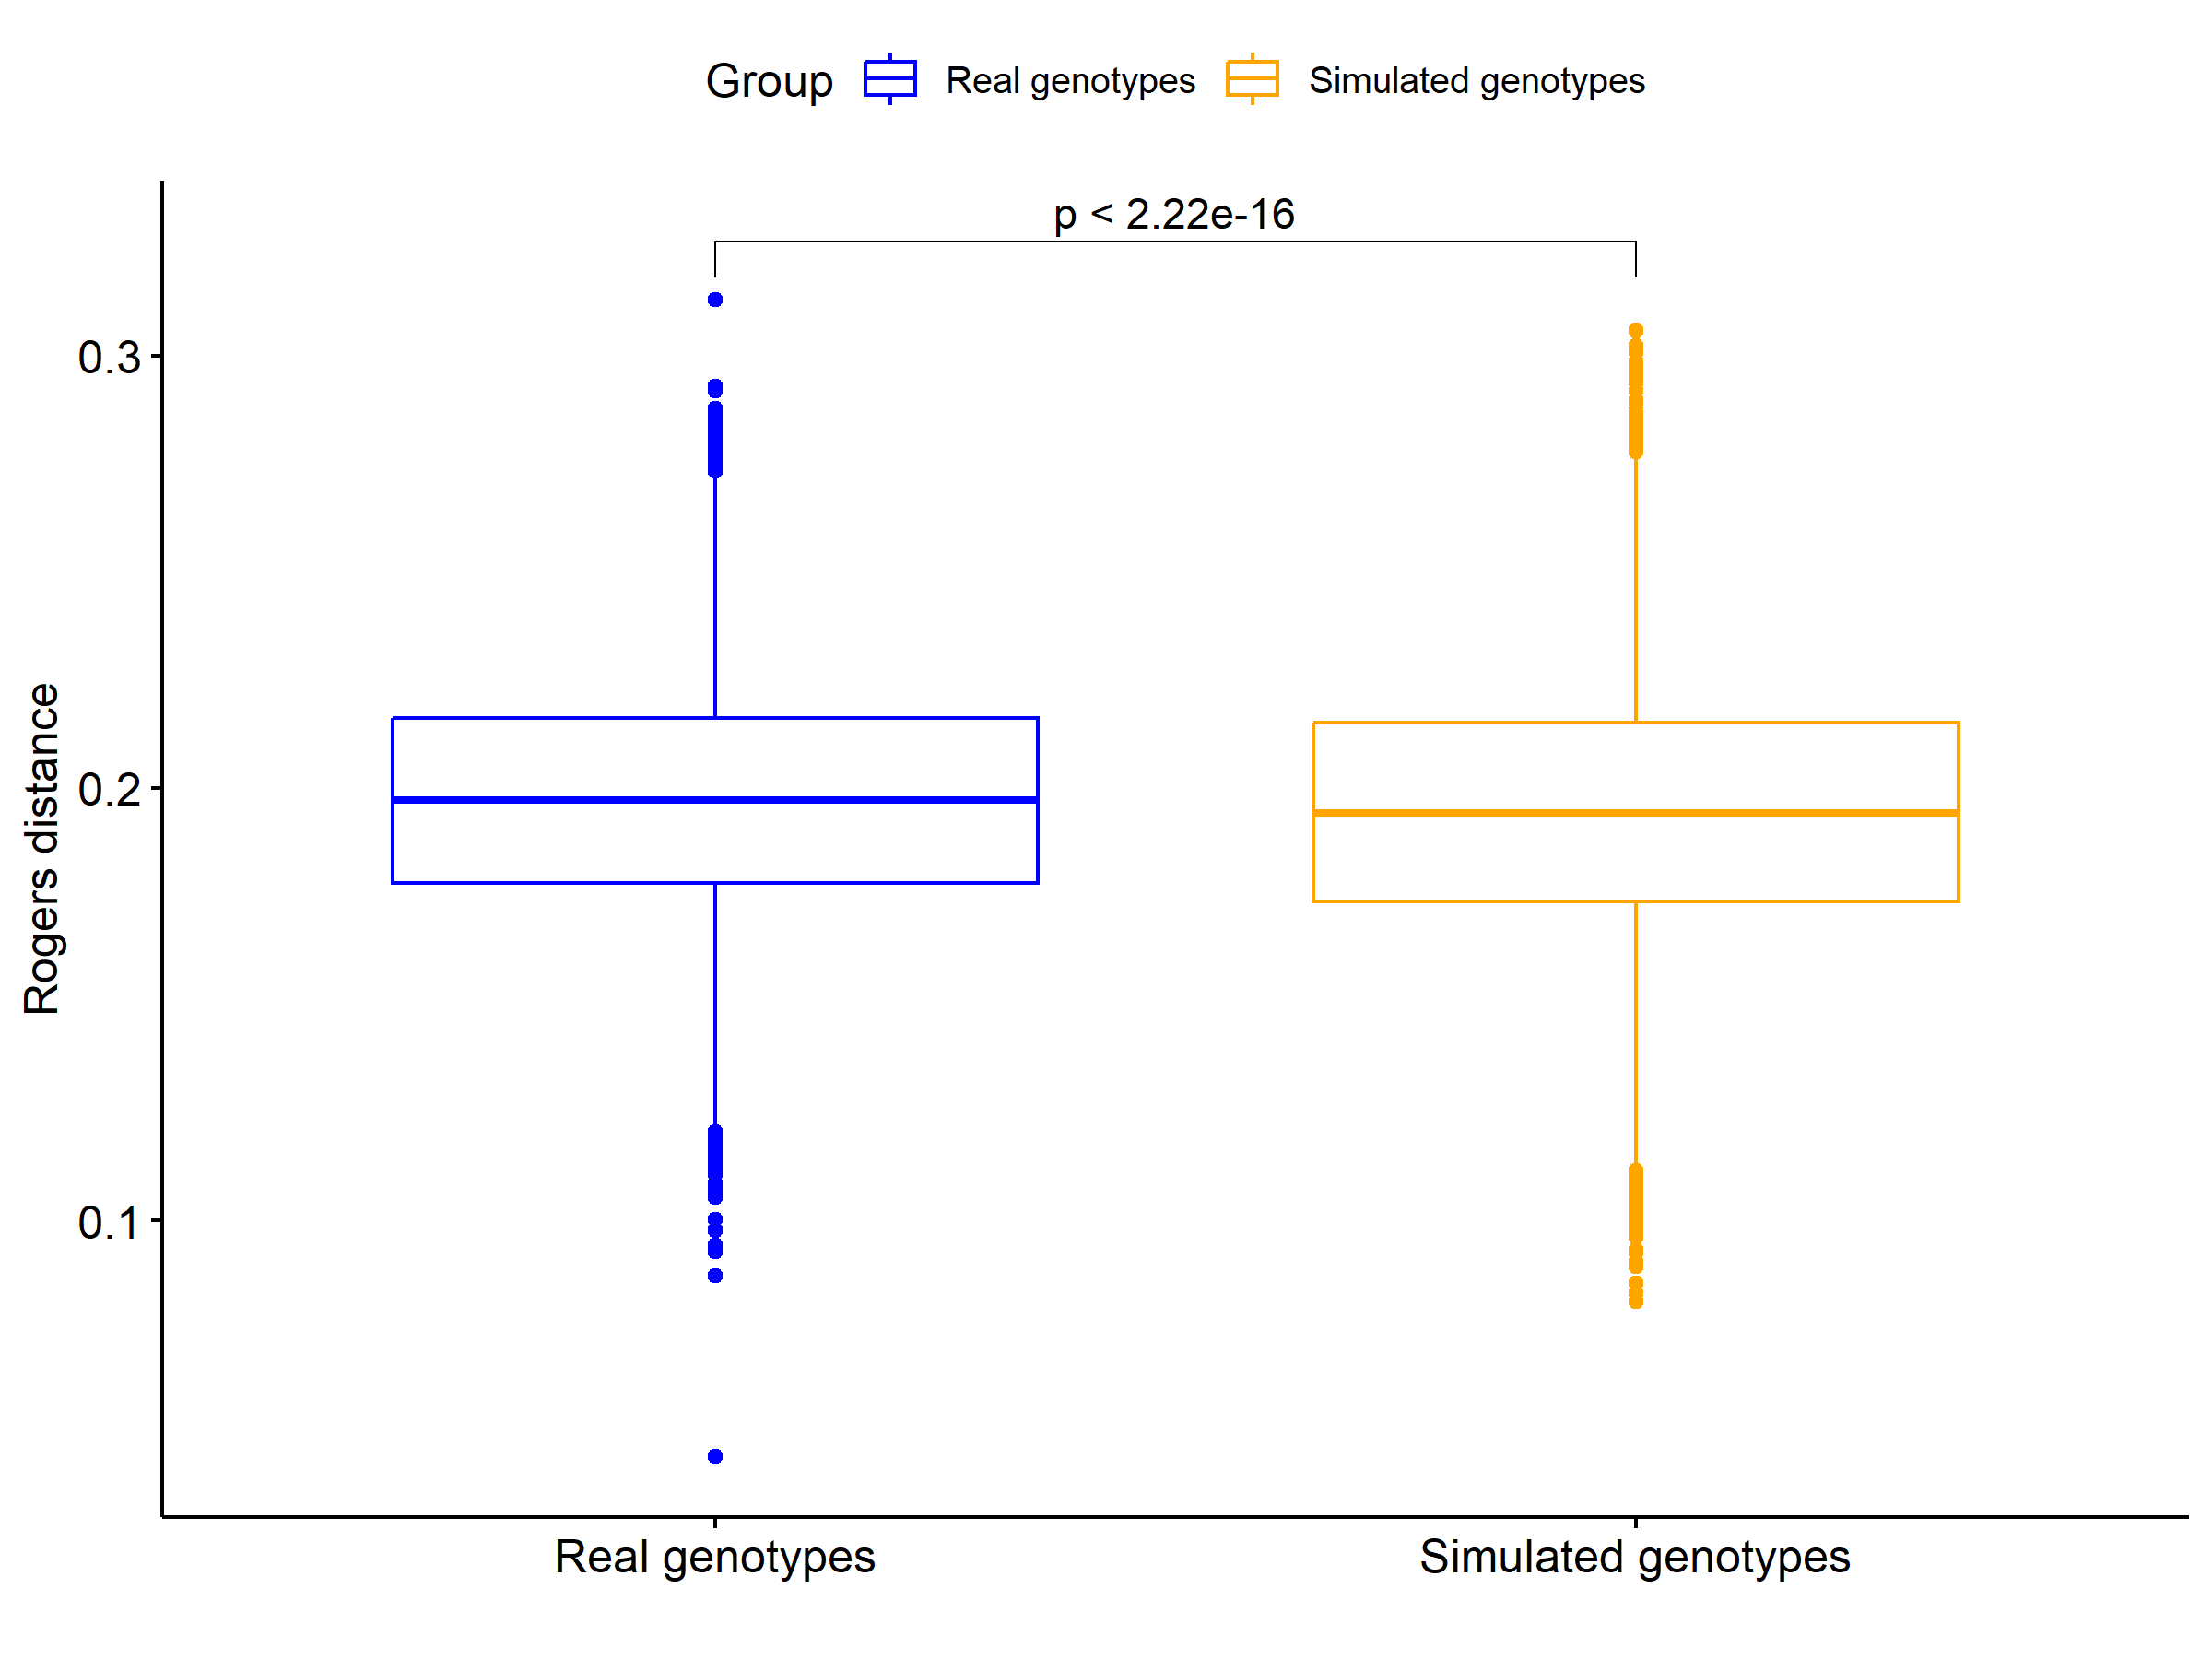 Group Real genotypes Simulated genotypes
p < 2.22e-16
0.3
0.2
0.1
Rogers distance
Real genotypes Simulated genotypes